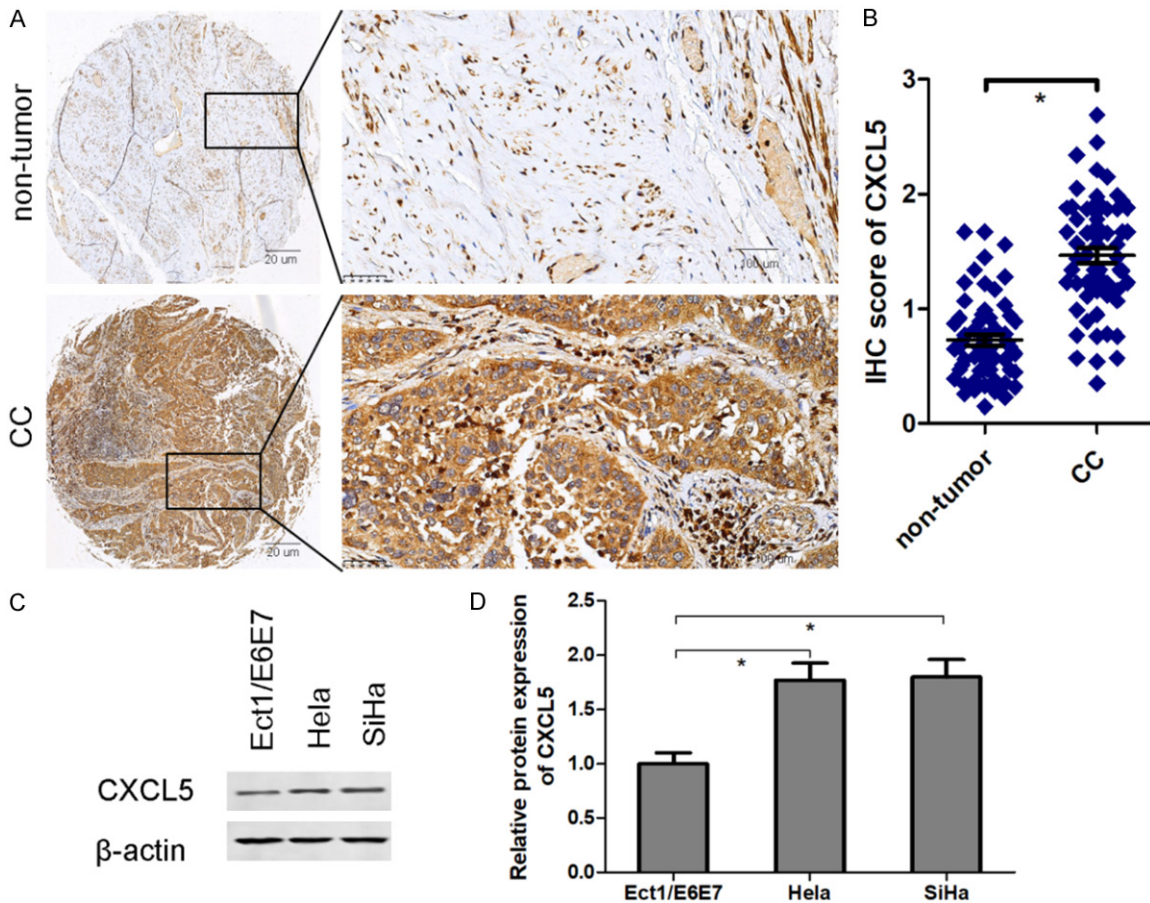 A
non-tumor
20 um
100 um
CC
20 um
100 um
B
IHC score of CXCL5
3
2
1
0
*
non-tumor
CC
C
Ect1/E6E7
Hela
SiHa
CXCL5
β-actin
D
Relative protein expression
of CXCL5
2.5
2.0
1.5
1.0
0.5
0.0
*
*
Ect1/E6E7
Hela
SiHa